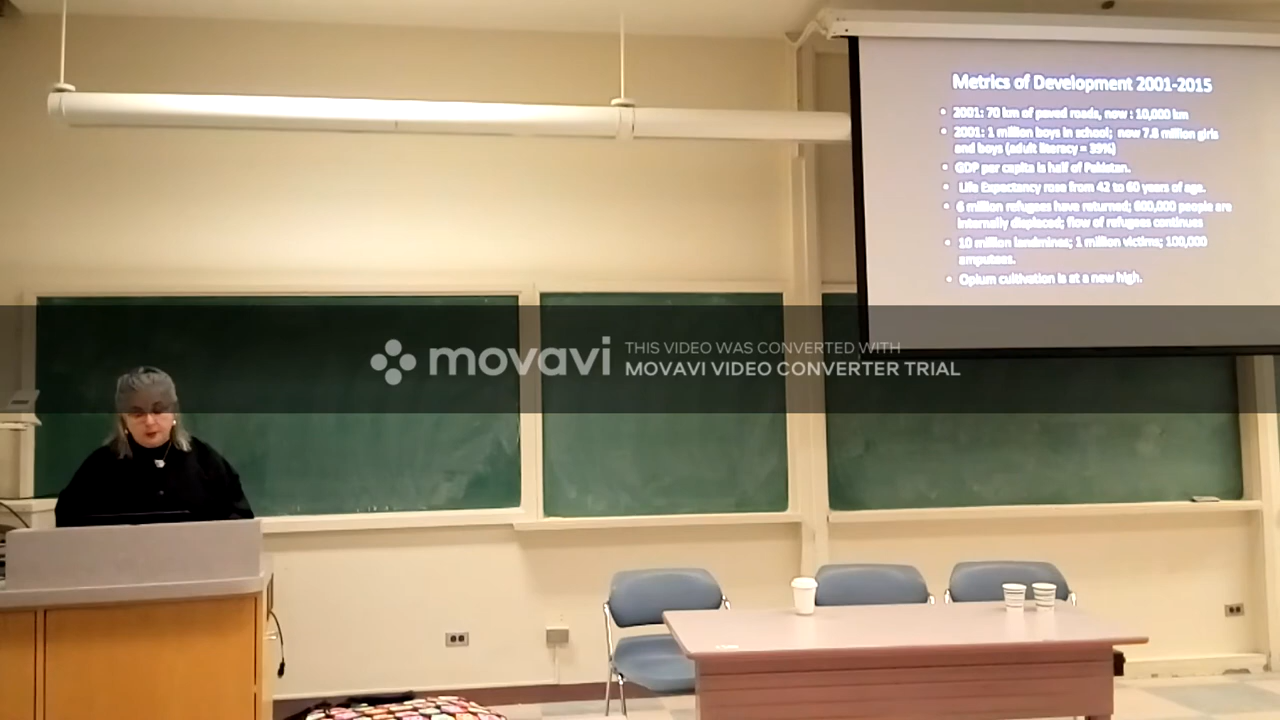 Metrics of Development 2001-2015
• 2001: 70 km of paved roads, now : 10,000 km
• 2001: 1 million boys in school; now 7.8 million girls
and boys (adult literacy = 39%)
• GDP per capita is half of Pakistan.
• Life Expectancy rose from 42 to 60 years of age.
• 6 million refugees have returned; 600,000 people are
internally displaced; flow of refugees continues
• 10 million landmines; 1 million victims; 100,000
amputees.
• Opium cultivation is at a new high.
movavi
THIS VIDEO WAS CONVERTED WITH
MOVAVI VIDEO CONVERTER TRIAL